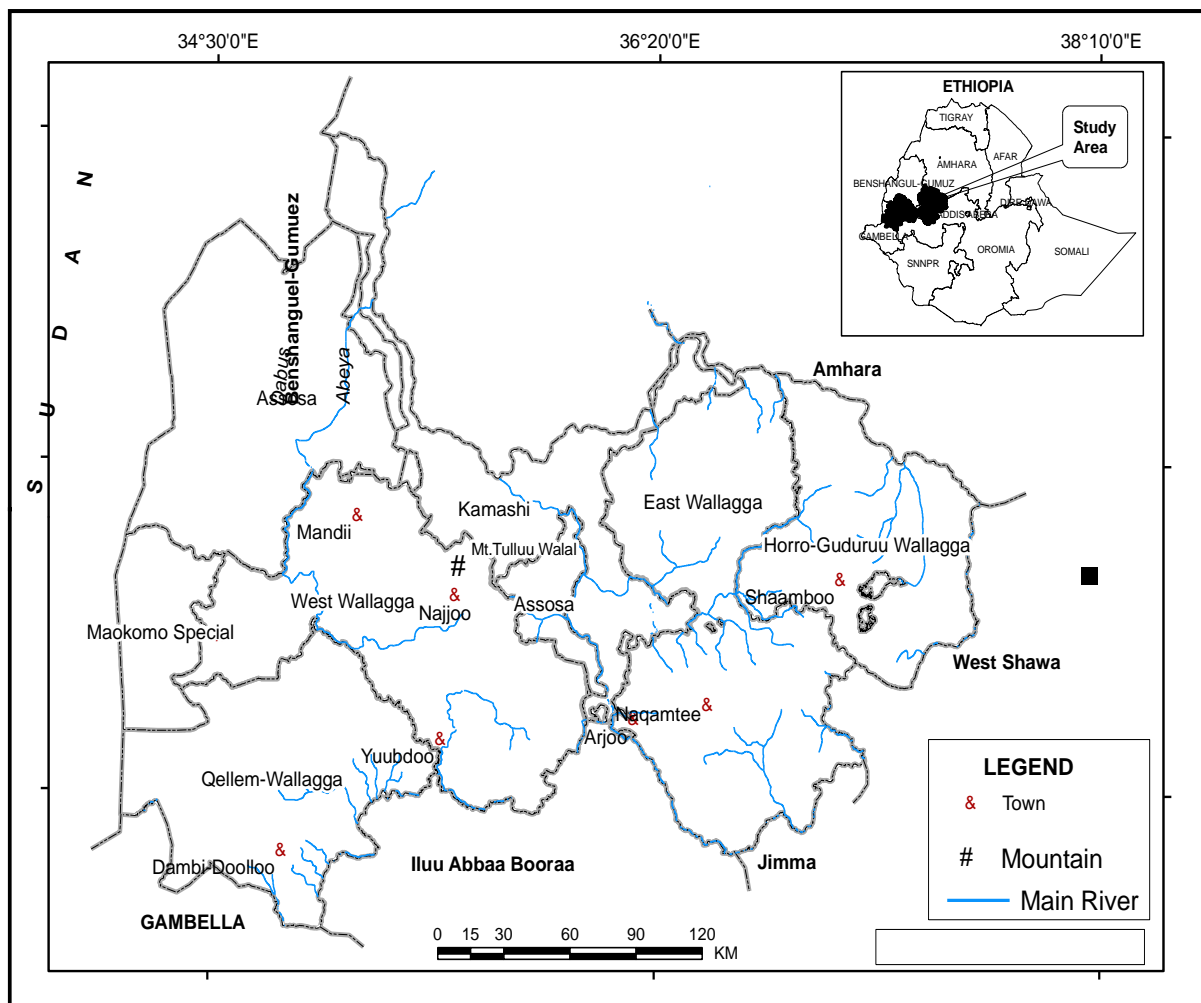 34°30'0"E
36°20'0"E
38°10'0"E
ETHIOPIA
TIGRAY
Study
Area
AMHARA
AFAR
BENSHANGUL-GUMUZ
DIRE DAWA
ADDIS ABEBA
GAMBELLA
SNNPR
OROMIA
SOMALI
SUDAN
Benshanguel-Gumuez
Dabus
Abeya
Assosa
Amhara
Kamashi
East Wallagga
Mandii
Mt.Tulluu Walal
#
Horro-Guduruu Wallagga
West Wallagga
Najjoo
Assosa
Shaamboo
Maokomo Special
West Shawa
Naqamtee
Arjoo
Yuubdoo
Qellem-Wallagga
Dambi-Doolloo
Iluu Abbaa Booraa
Jimma
GAMBELLA
&
&
&
&
&
&
&
LEGEND
& Town
# Mountain
Main River
0 15 30 60 90 120
KM